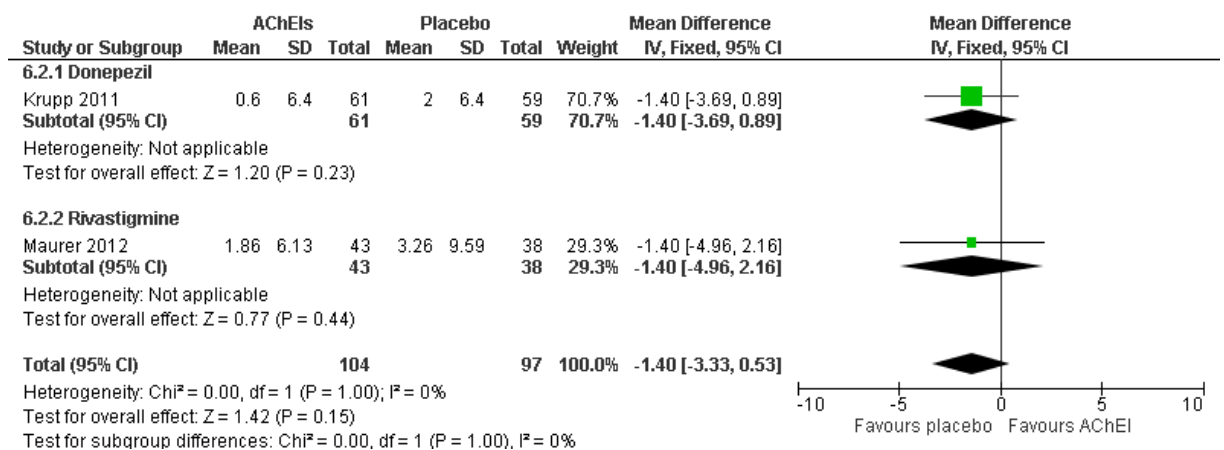 AChEIs Placebo Mean Difference Mean Difference
Study or Subgroup Mean SD Total Mean SD Total Weight IV, Fixed, 95% CI IV, Fixed, 95% CI
6.2.1 Donepezil
Krupp 2011 0.6 6.4 61 2 6.4 59 70.7% -1.40 [-3.69, 0.89]
Subtotal (95% CI) 61 59 70.7% -1.40 [-3.69, 0.89]
Heterogeneity: Not applicable
Test for overall effect: Z = 1.20 (P = 0.23)
6.2.2 Rivastigmine
Maurer 2012 1.86 6.13 43 3.26 9.59 38 29.3% -1.40 [-4.96, 2.16]
Subtotal (95% CI) 43 38 29.3% -1.40 [-4.96, 2.16]
Heterogeneity: Not applicable
Test for overall effect: Z = 0.77 (P = 0.44)
Total (95% CI) 104 97 100.0% -1.40 [-3.33, 0.53]
Heterogeneity: Chi² = 0.00, df = 1 (P = 1.00); I² = 0%
Test for overall effect: Z = 1.42 (P = 0.15)
Test for subgroup differences: Chi² = 0.00, df = 1 (P = 1.00), I² = 0%
-10 -5 0 5 10
Favours placebo Favours AChEI